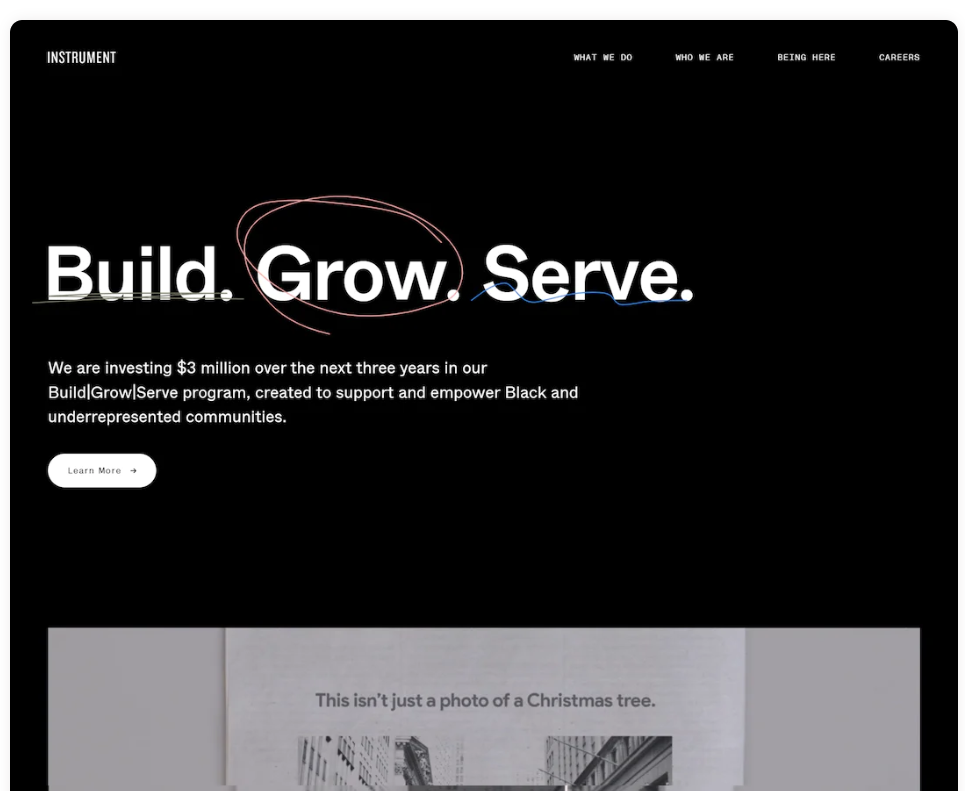 INSTRUMENT
WHAT WE DO WHO WE ARE BEING HERE CAREERS
Build. Grow. Serve.
We are investing $3 million over the next three years in our
Build|Grow|Serve program, created to support and empower Black and
underrepresented communities.
Learn More →
This isn't just a photo of a Christmas tree.